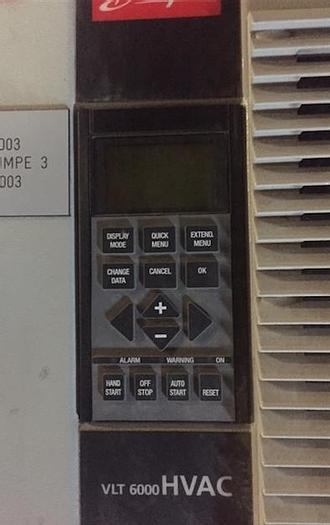 003
UMPE 3
003
DISPLAY MODE
QUICK MENU
EXTEND. MENU
CHANGE DATA
CANCEL
OK
+
−
ALARM WARNING ON
HAND START
OFF STOP
AUTO START
RESET
VLT 6000 HVAC